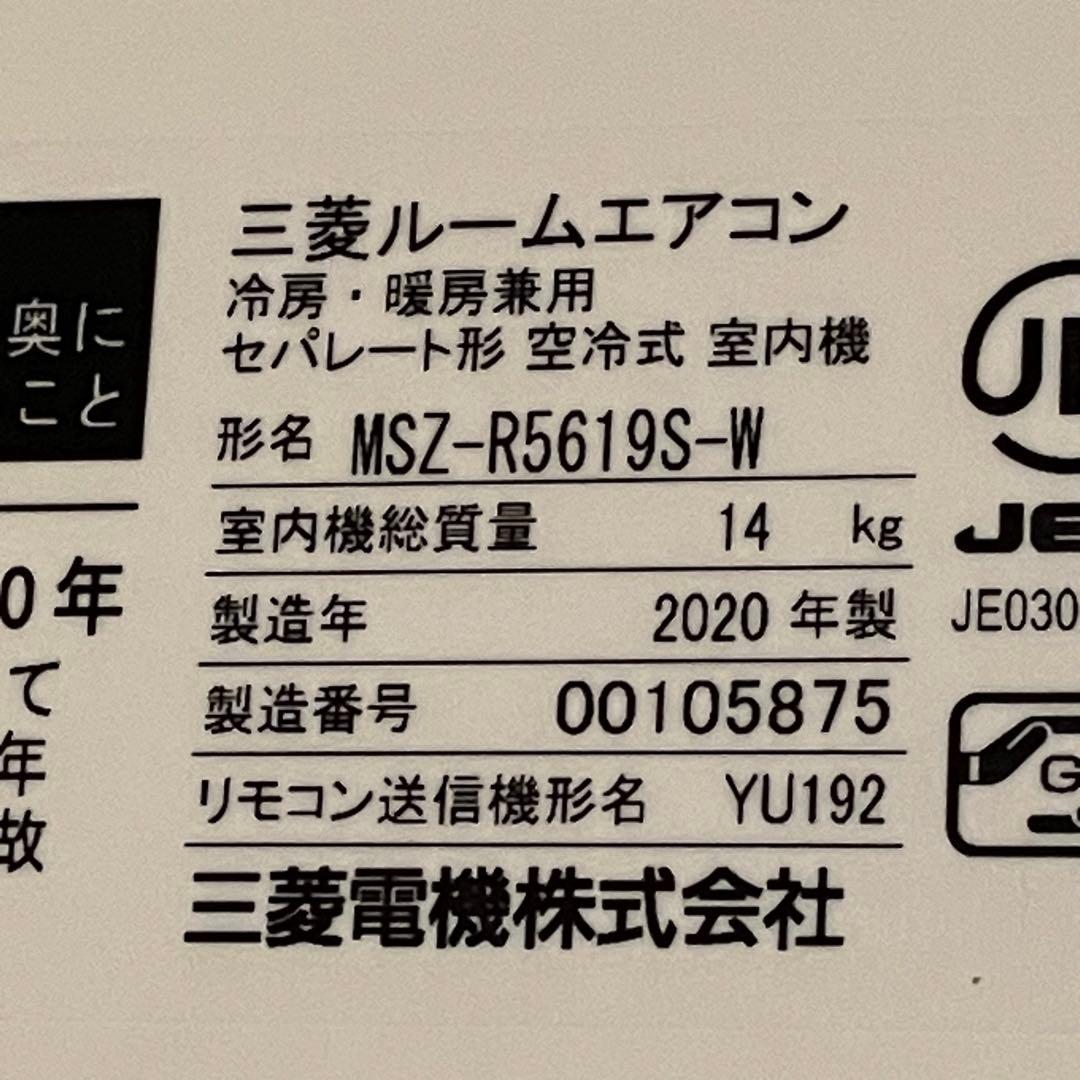 奥に
こと
0年
て
年
故
三菱ルームエアコン
冷房・暖房兼用
セパレート形 空冷式 室内機
形名 MSZ-R5619S-W
室内機総質量 14 kg
製造年 2020 年製
製造番号 00105875
リモコン送信機形名 YU192
三菱電機株式会社
JE030